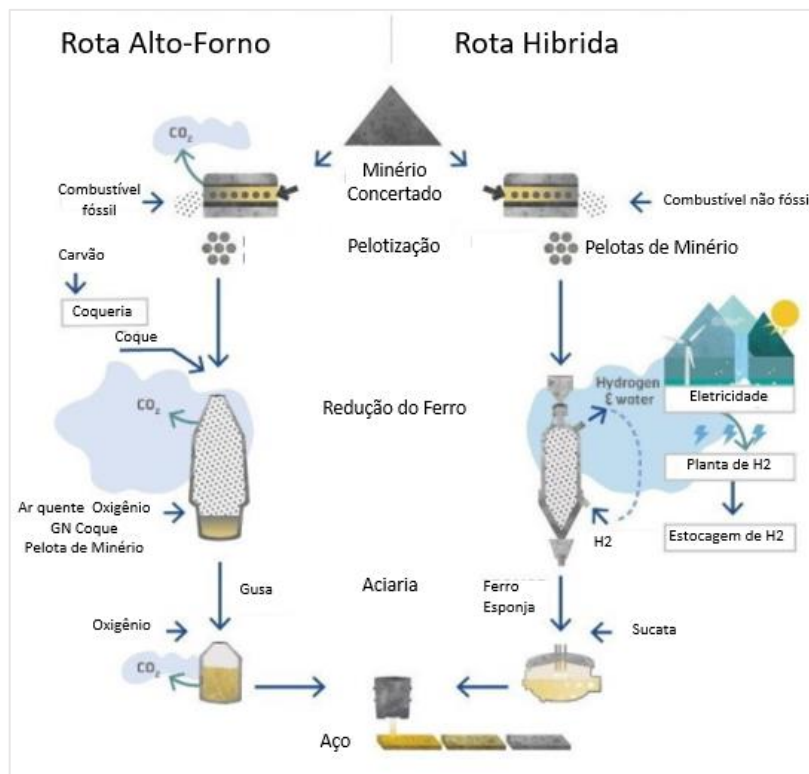 Rota Alto-Forno
Rota Hibrida
CO₂
Minério
Concertado
Combustível
fóssil
Combustível não fóssil
Pelotização
Pelotas de Minério
Carvão
Coqueria
Coque
CO₂
Redução do Ferro
Hydrogen
& water
Eletricidade
Planta de H2
Estocagem de H2
H2
Ar quente Oxigênio
GN Coque
Pelota de Minério
Gusa
Aciaria
Ferro
Esponja
Oxigênio
Sucata
CO₂
Aço